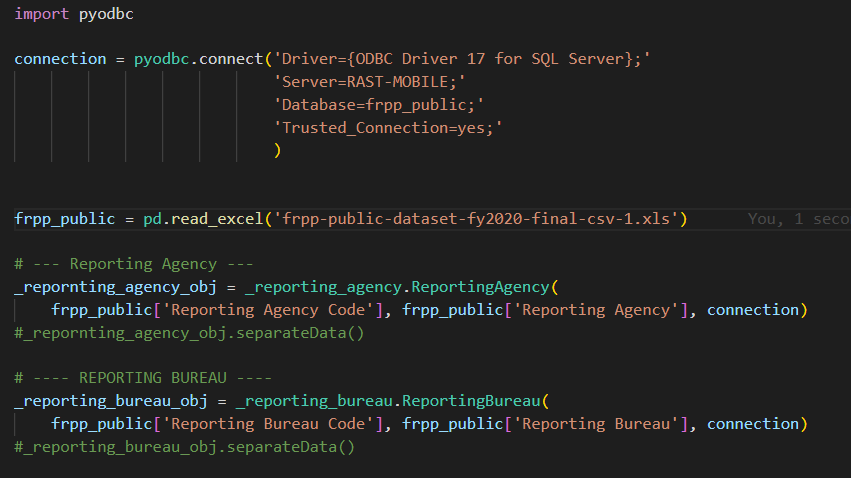 import pyodbc
connection = pyodbc.connect('Driver={ODBC Driver 17 for SQL Server};'
'Server=RAST-MOBILE;'
'Database=frpp_public;'
'Trusted_Connection=yes;'
)
frpp_public = pd.read_excel('frpp-public-dataset-fy2020-final-csv-1.xls') You, 1 seco
# --- Reporting Agency ---
_repornting_agency_obj = _reporting_agency.ReportingAgency(
frpp_public['Reporting Agency Code'], frpp_public['Reporting Agency'], connection)
#_repornting_agency_obj.separateData()
# ---- REPORTING BUREAU ----
_reporting_bureau_obj = _reporting_bureau.ReportingBureau(
frpp_public['Reporting Bureau Code'], frpp_public['Reporting Bureau'], connection)
#_reporting_bureau_obj.separateData()